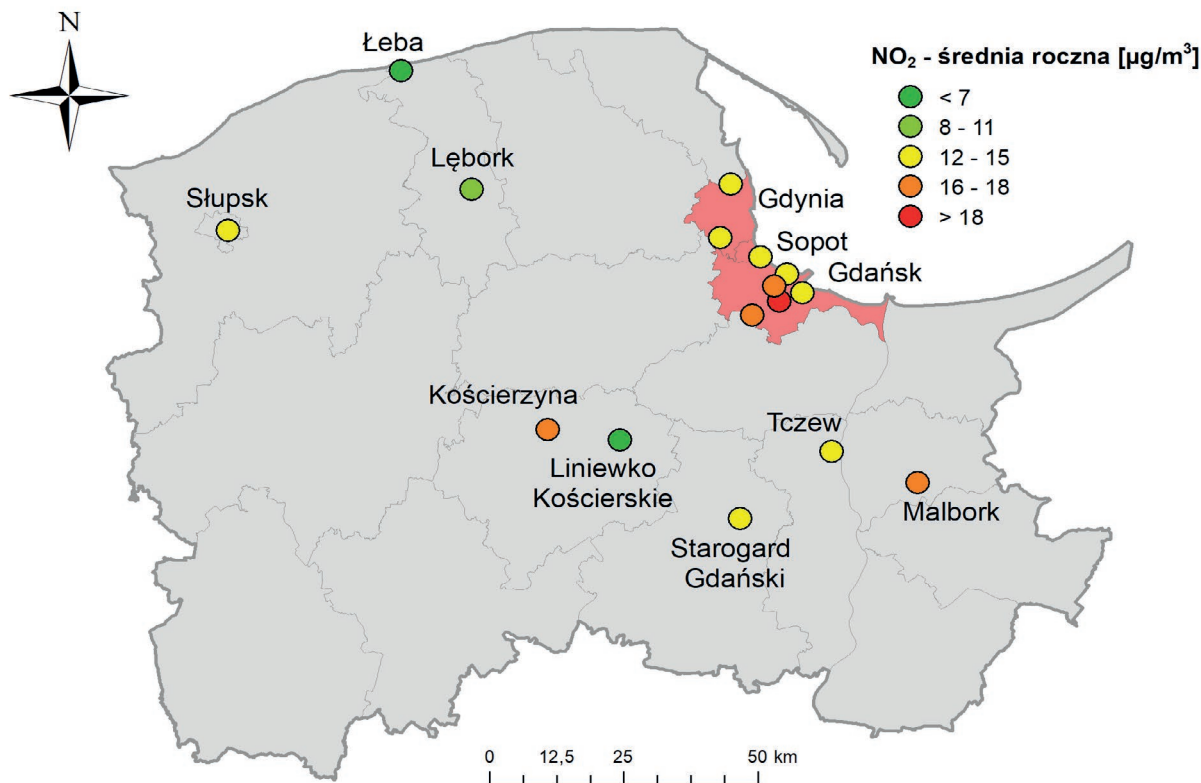 N
Łeba
NO₂ - średnia roczna [µg/m³]
< 7
8 - 11
12 - 15
16 - 18
> 18
Lębork
Słupsk
Gdynia
Sopot
Gdańsk
Kościerzyna
Liniewko
Kościerskie
Tczew
Malbork
Starogard
Gdański
0 12,5 25 50 km